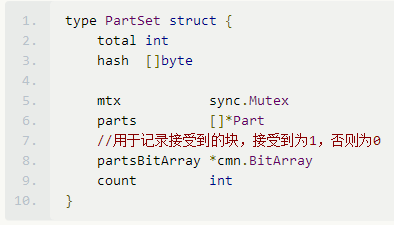 1. type PartSet struct {
2. total int
3. hash []byte
4.
5. mtx sync.Mutex
6. parts []*Part
7. //用于记录接受到的块，接受到为1，否则为0
8. partsBitArray *cmn.BitArray
9. count int
10. }